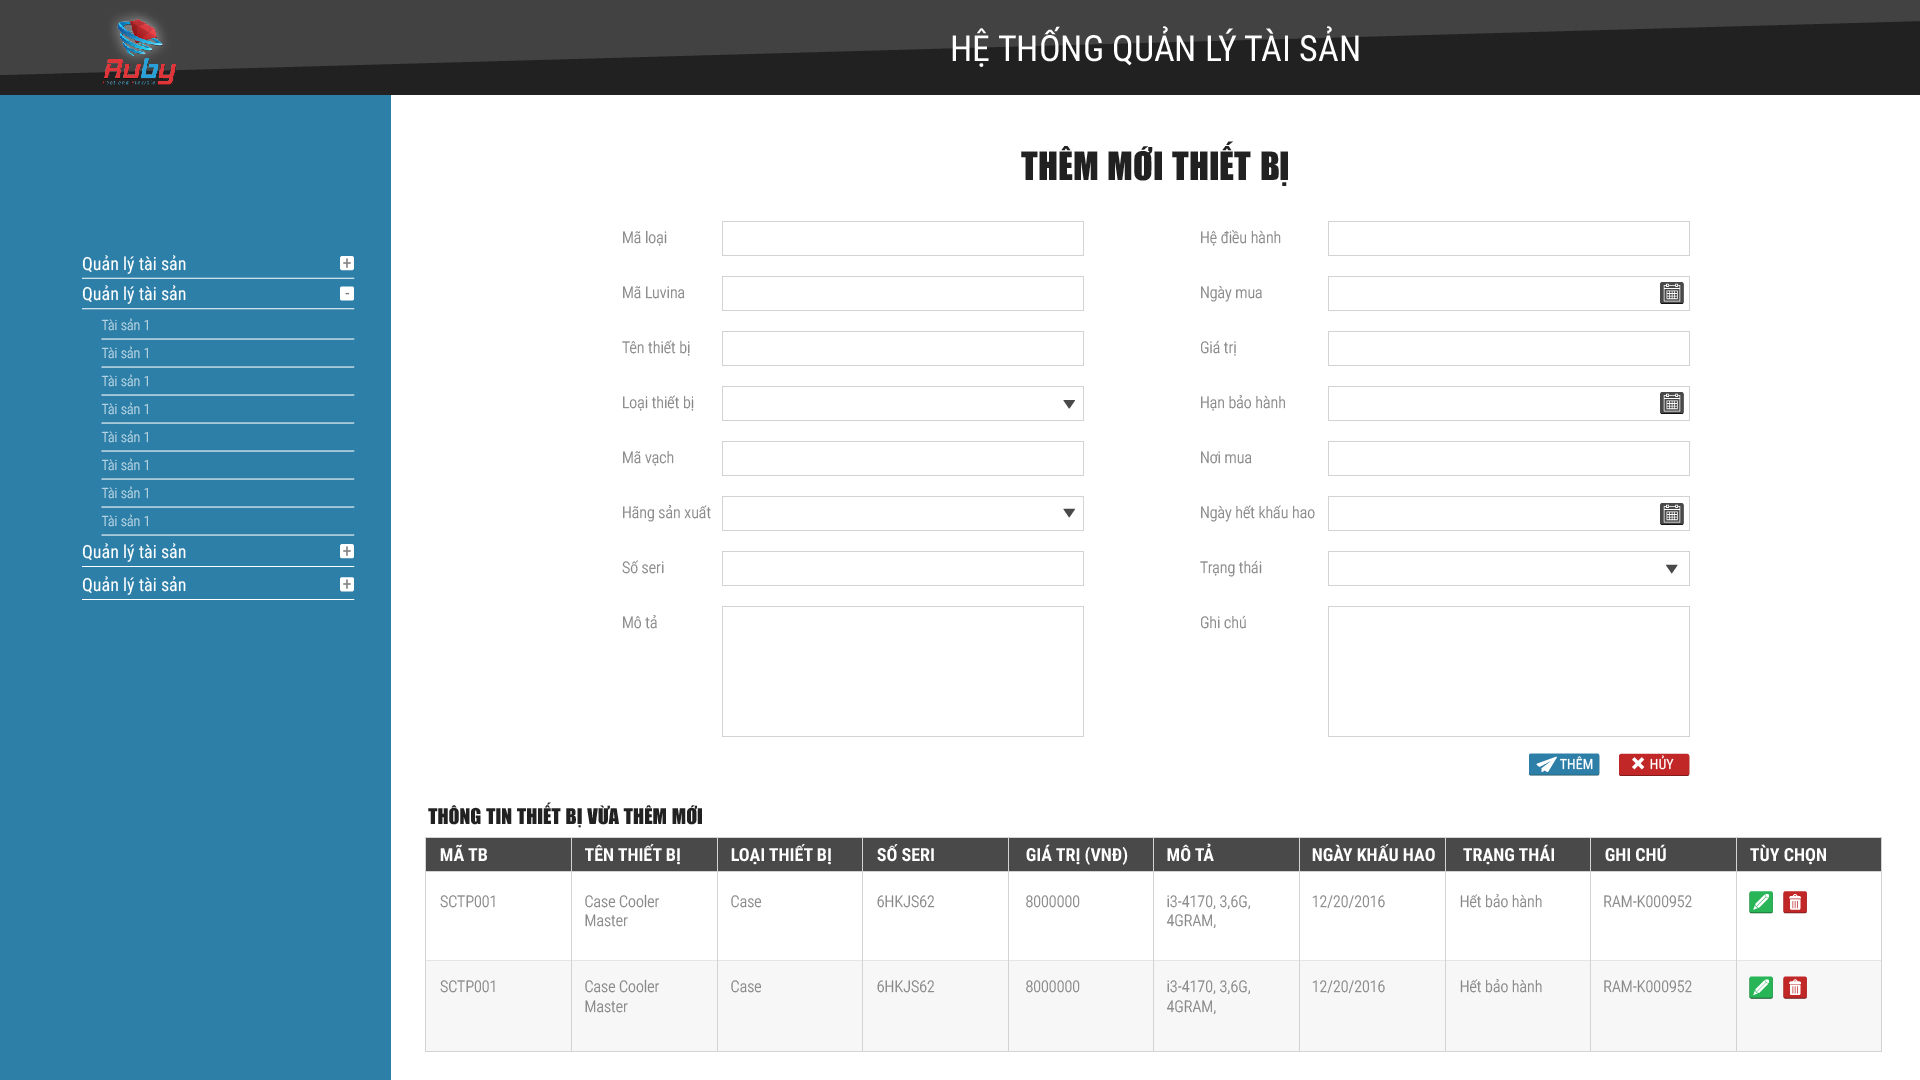 Ruby
HỆ THỐNG QUẢN LÝ TÀI SẢN
Quản lý tài sản
Quản lý tài sản
Tài sản 1
Tài sản 1
Tài sản 1
Tài sản 1
Tài sản 1
Tài sản 1
Tài sản 1
Tài sản 1
Quản lý tài sản
Quản lý tài sản
THÊM MỚI THIẾT BỊ
Mã loại
Mã Luvina
Tên thiết bị
Loại thiết bị
Mã vạch
Hãng sản xuất
Số seri
Mô tả
Hệ điều hành
Ngày mua
Giá trị
Hạn bảo hành
Nơi mua
Ngày hết khấu hao
Trạng thái
Ghi chú
THÊM
HỦY
THÔNG TIN THIẾT BỊ VỪA THÊM MỚI
MÃ TB TÊN THIẾT BỊ LOẠI THIẾT BỊ SỐ SERI GIÁ TRỊ (VNĐ) MÔ TẢ NGÀY KHẤU HAO TRẠNG THÁI GHI CHÚ TÙY CHỌN
SCTP001 Case Cooler Case 6HKJS62 8000000 i3-4170, 3,6G, 12/20/2016 Hết bảo hành RAM-K000952
Master 4GRAM,
SCTP001 Case Cooler Case 6HKJS62 8000000 i3-4170, 3,6G, 12/20/2016 Hết bảo hành RAM-K000952
Master 4GRAM,